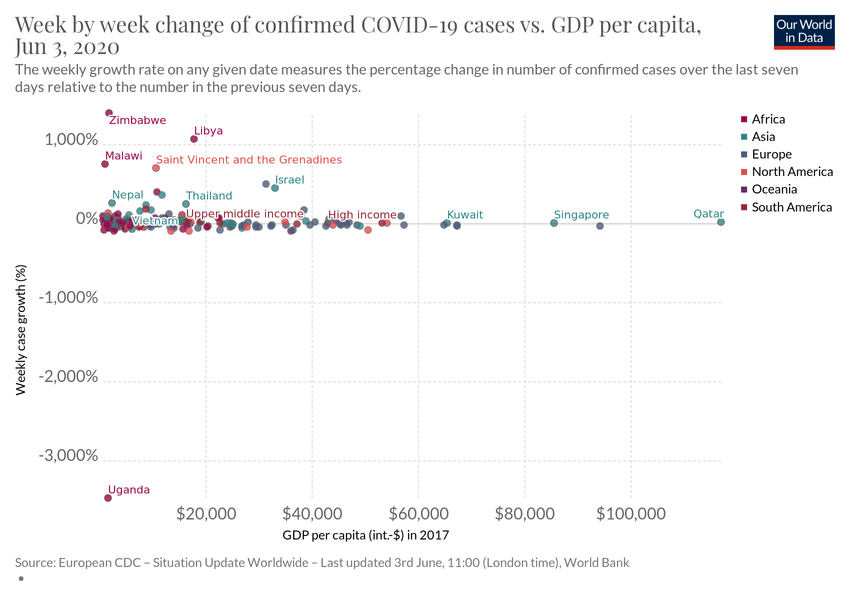 Week by week change of confirmed COVID-19 cases vs. GDP per capita,
Jun 3, 2020
Our World
in Data
The weekly growth rate on any given date measures the percentage change in number of confirmed cases over the last seven
days relative to the number in the previous seven days.
Zimbabwe
Africa
Libya
1,000%
Asia
Malawi
Saint Vincent and the Grenadines
Europe
North America
Israel
Nepal
Thailand
Oceania
South America
Upper middle income
High income
Kuwait
Singapore
Qatar
0%
Vietnam
-1,000%
-2,000%
-3,000%
Weekly case growth (%)
Uganda
$20,000
$40,000
$60,000
$80,000
$100,000
GDP per capita (int.-$) in 2017
Source: European CDC – Situation Update Worldwide – Last updated 3rd June, 11:00 (London time), World Bank